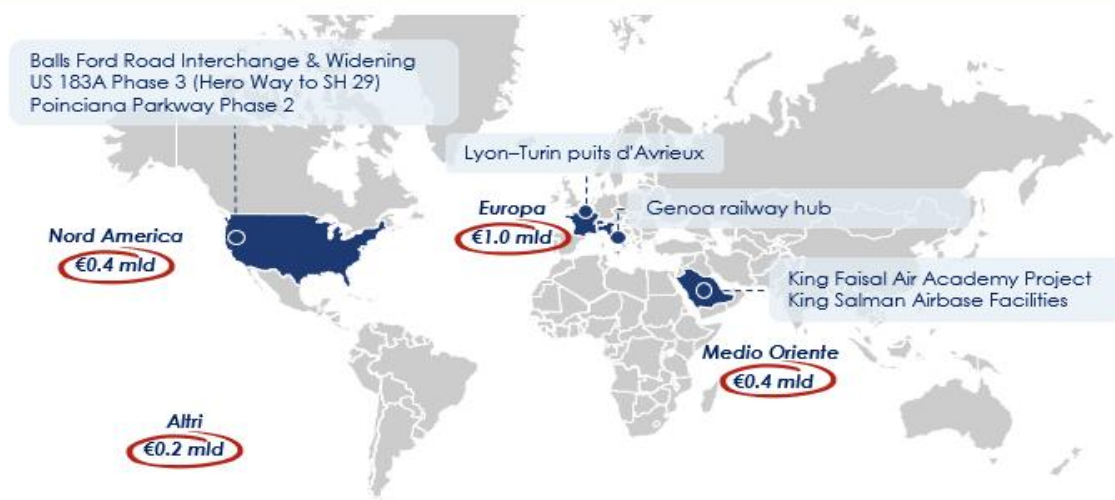 Balls Ford Road Interchange & Widening
US 183A Phase 3 (Hero Way to SH 29)
Poinciana Parkway Phase 2
Lyon–Turin puits d'Avrieux
Europa
€1.0 mld
Genoa railway hub
Nord America
€0.4 mld
King Faisal Air Academy Project
King Salman Airbase Facilities
Medio Oriente
€0.4 mld
Altri
€0.2 mld